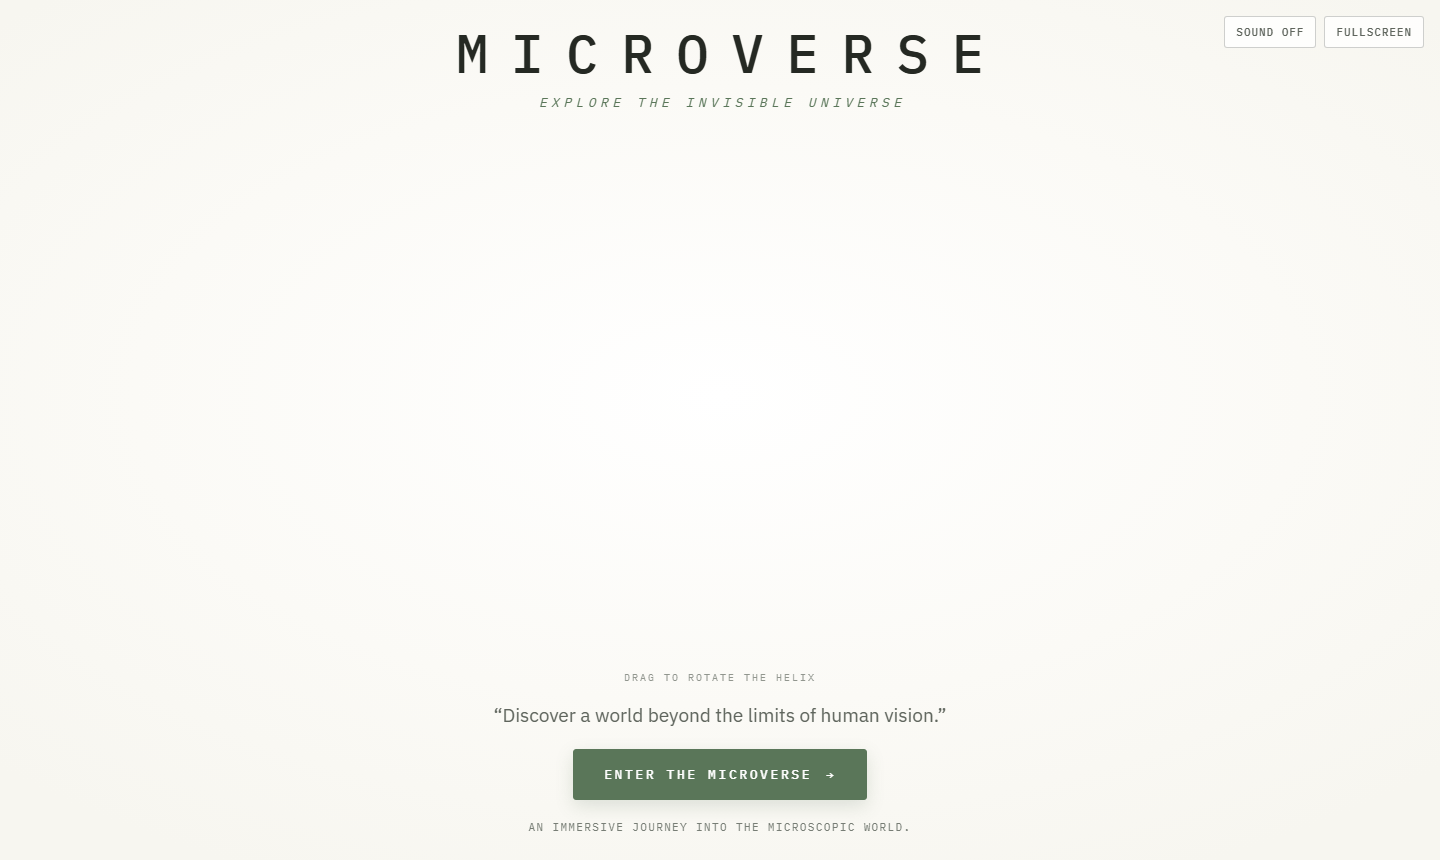 MICROVERSE
SOUND OFF
FULLSCREEN
EXPLORE THE INVISIBLE UNIVERSE
DRAG TO ROTATE THE HELIX
“Discover a world beyond the limits of human vision.”
ENTER THE MICROVERSE →
AN IMMERSIVE JOURNEY INTO THE MICROSCOPIC WORLD.